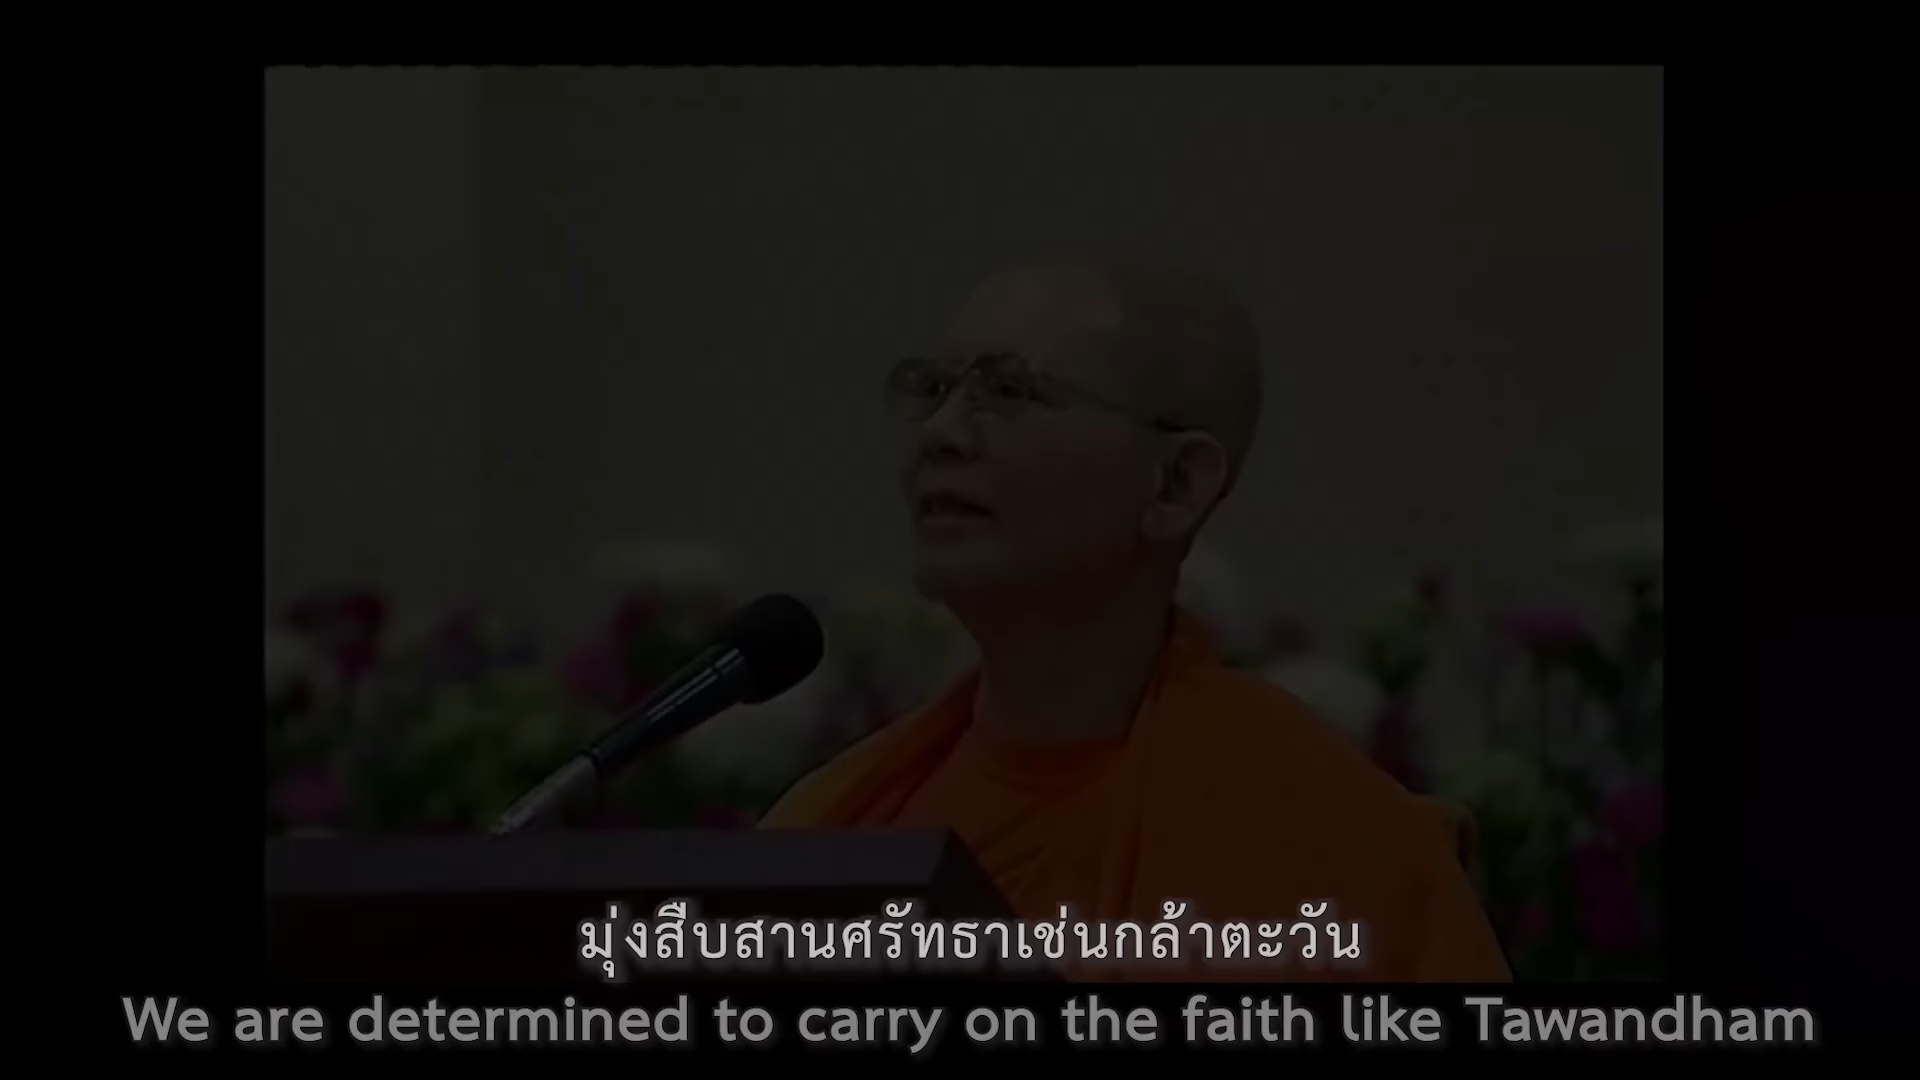 มุ่งสืบสานศรัทธาเช่นกล้าตะวัน
We are determined to carry on the faith like Tawandham